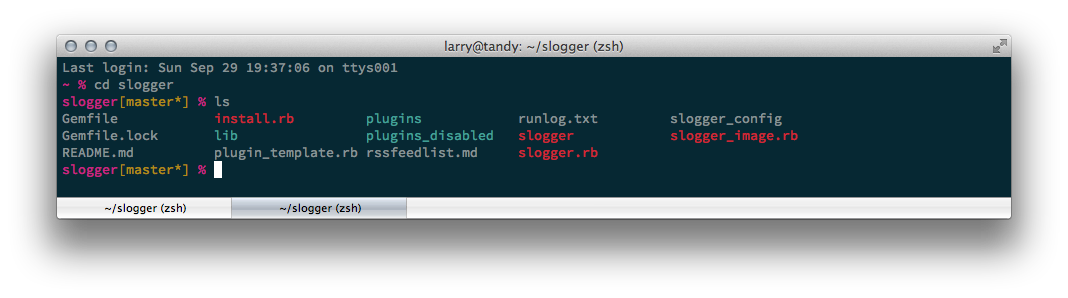 larry@tandy: ~/slogger (zsh)
Last login: Sun Sep 29 19:37:06 on ttys001
~ % cd slogger
slogger[master*] % ls
Gemfile install.rb plugins runlog.txt slogger_config
Gemfile.lock lib plugins_disabled slogger slogger_image.rb
README.md plugin_template.rb rssfeedlist.md slogger.rb
slogger[master*] %
~/slogger (zsh) ~/slogger (zsh)